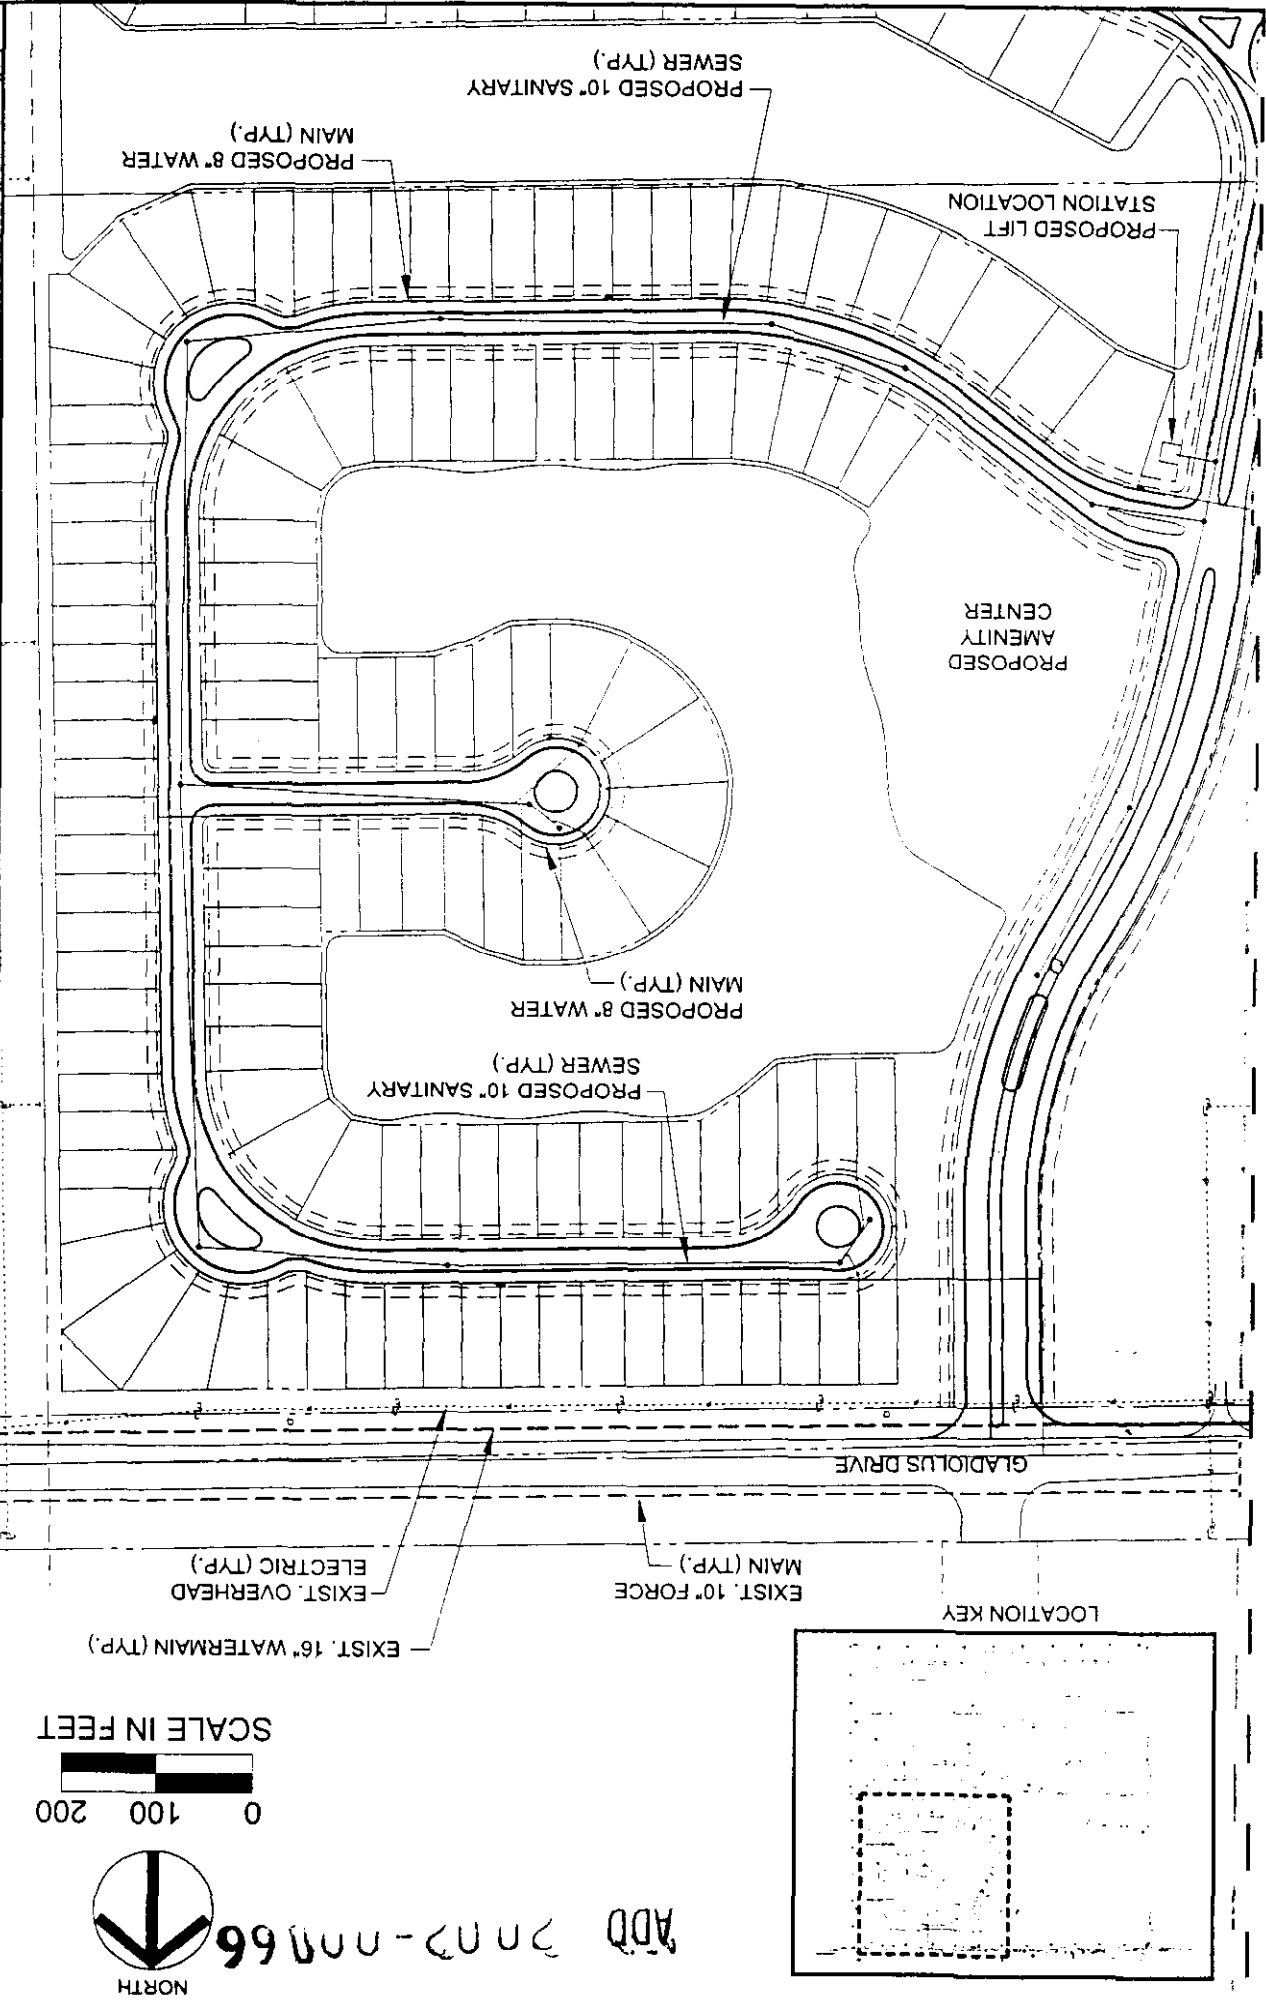 NORTH
ADD
0 100 200
SCALE IN FEET
LOCATION KEY
EXIST. 16" WATERMAIN (TYP.)
EXIST. OVERHEAD
ELECTRIC (TYP.)
EXIST. 10" FORCE
MAIN (TYP.)
GLADIOLUS DRIVE
PROPOSED 10" SANITARY
SEWER (TYP.)
PROPOSED 8" WATER
MAIN (TYP.)
PROPOSED
AMENITY
CENTER
PROPOSED LIFT
STATION LOCATION
PROPOSED 8" WATER
MAIN (TYP.)
PROPOSED 10" SANITARY
SEWER (TYP.)